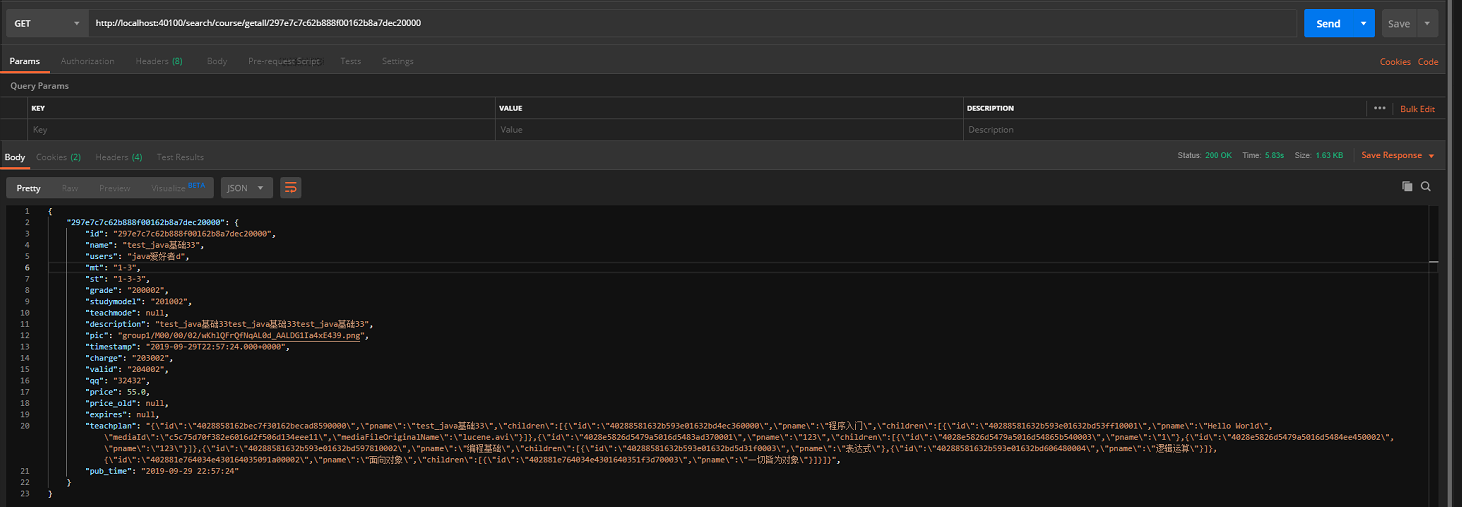 GET http://localhost:40100/search/course/getall/297e7c7c62b888f00162b8a7dec20000 Send Save
Params Authorization Headers (8) Body Pre-request Script Tests Settings Cookies Code
Query Params
KEY VALUE DESCRIPTION ••• Bulk Edit
Key Value Description
Body Cookies (2) Headers (4) Test Results Status: 200 OK Time: 5.83s Size: 1.63 KB Save Response
Pretty Raw Preview Visualize BETA JSON
1 {
2 "297e7c7c62b888f00162b8a7dec20000": {
3 "id": "297e7c7c62b888f00162b8a7dec20000",
4 "name": "test_java基础33",
5 "users": "java爱好者d",
6 "mt": "1-3",
7 "st": "1-3-3",
8 "grade": "200002",
9 "studymodel": "201002",
10 "teachmode": null,
11 "description": "test_java基础33test_java基础33test_java基础33",
12 "pic": "group1/M00/00/02/wKhlQFrQfNqAL0d_AALDG1Ia4xE439.png",
13 "timestamp": "2019-09-29T22:57:24.000+0000",
14 "charge": "203002",
15 "valid": "204002",
16 "qq": "32432",
17 "price": 55.0,
18 "price_old": null,
19 "expires": null,
20 "teachplan": "{\"id\":\"4028858162bec7f30162becad8590000\",\"pname\":\"test_java基础33\",\"children\":[{\"id\":\"40288581632b593e01632bd4ec360000\",\"pname\":\"程序入门\",\"children\":[{\"id\":\"40288581632b593e01632bd53ff10001\",\"pname\":\"Hello World\",
\"mediaId\":\"c5c75d70f382e6016d2f506d134eee11\",\"mediaFileOriginalName\":\"lucene.avi\"}]},{\"id\":\"4028e5826d5479a5016d5483ad370001\",\"pname\":\"123\",\"children\":[{\"id\":\"4028e5826d5479a5016d54865b540003\",\"pname\":\"1\"},{\"id\":\"4028e5826d5479a5016d5484ee450002\",
\"pname\":\"123\"}]},{\"id\":\"40288581632b593e01632bd597810002\",\"pname\":\"编程基础\",\"children\":[{\"id\":\"40288581632b593e01632bd5d31f0003\",\"pname\":\"表达式\"},{\"id\":\"40288581632b593e01632bd606480004\",\"pname\":\"逻辑运算\"}]},
{\"id\":\"402881e764034e430164035091a00002\",\"pname\":\"面向对象\",\"children\":[{\"id\":\"402881e764034e4301640351f3d70003\",\"pname\":\"一切皆为对象\"}]}]}",
21 "pub_time": "2019-09-29 22:57:24"
22 }
23 }